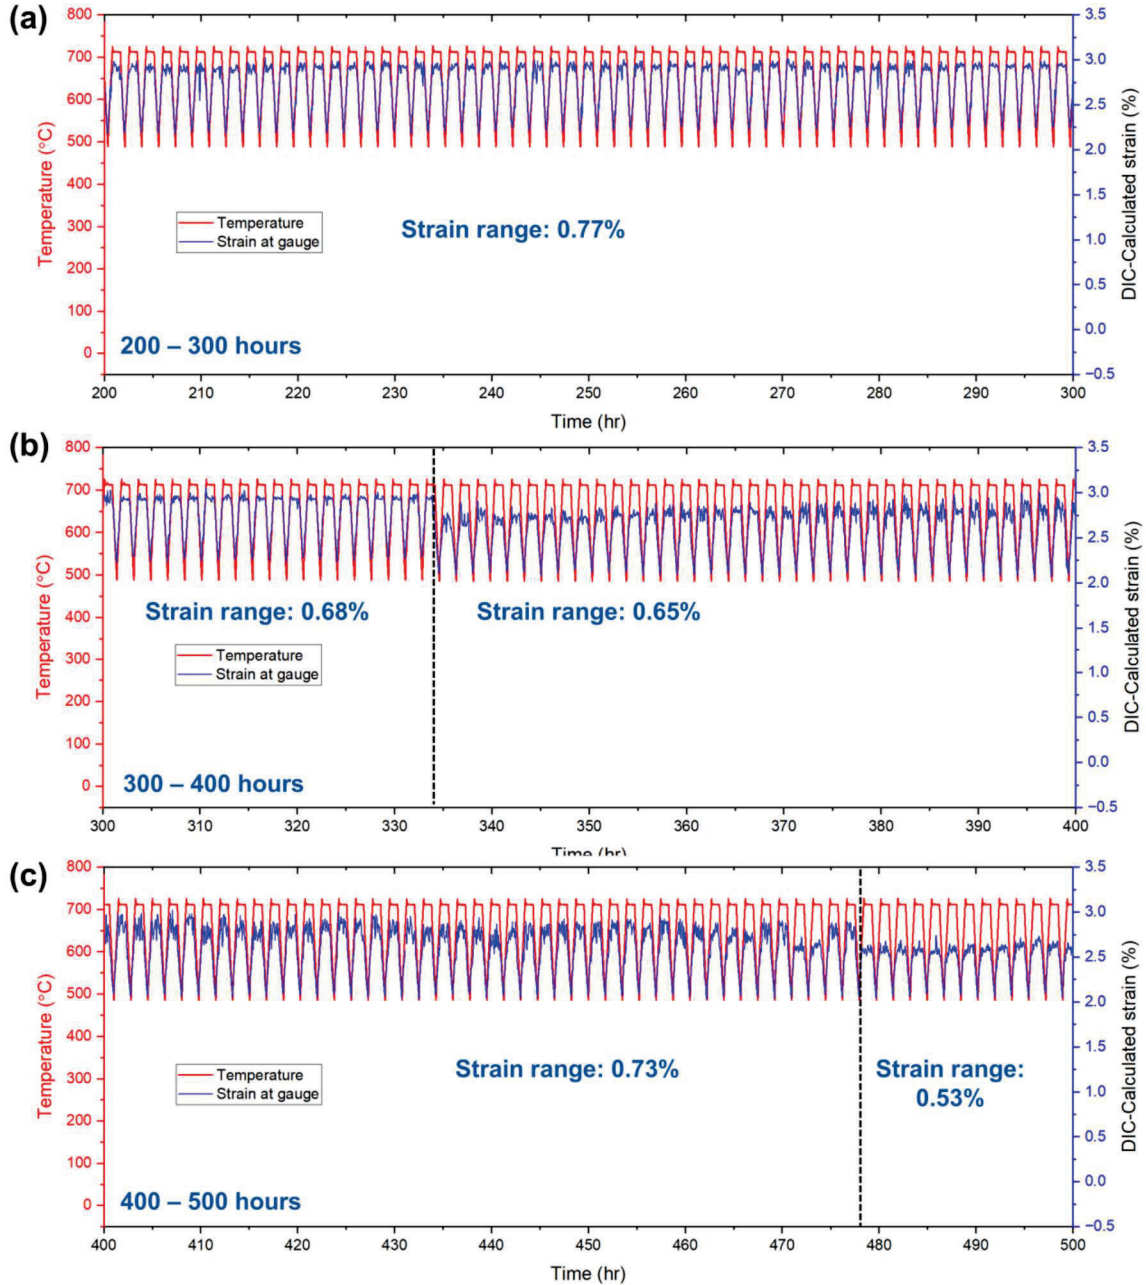 (a)
800
700
600
500
400
300
200
100
0
Temperature (°C)
3.5
3.0
2.5
2.0
1.5
1.0
0.5
0.0
−0.5
DIC-Calculated strain (%)
Temperature
Strain at gauge
Strain range: 0.77%
200 – 300 hours
200 210 220 230 240 250 260 270 280 290 300
Time (hr)
(b)
800
700
600
500
400
300
200
100
0
Temperature (°C)
3.5
3.0
2.5
2.0
1.5
1.0
0.5
0.0
−0.5
DIC-Calculated strain (%)
Strain range: 0.68%
Strain range: 0.65%
Temperature
Strain at gauge
300 – 400 hours
300 310 320 330 340 350 360 370 380 390 400
Time (hr)
(c)
800
700
600
500
400
300
200
100
0
Temperature (°C)
3.5
3.0
2.5
2.0
1.5
1.0
0.5
0.0
−0.5
DIC-Calculated strain (%)
Temperature
Strain at gauge
Strain range: 0.73%
Strain range:
0.53%
400 – 500 hours
400 410 420 430 440 450 460 470 480 490 500
Time (hr)